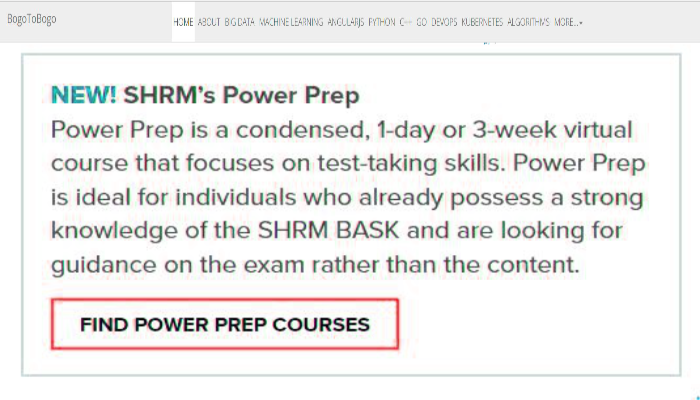 BogoToBogo
HOME ABOUT BIGDATA MACHINE LEARNING ANGULARJS PYTHON C++ GO DEVOPS KUBERNETES ALGORITHMS MORE...
NEW! SHRM's Power Prep
Power Prep is a condensed, 1-day or 3-week virtual
course that focuses on test-taking skills. Power Prep
is ideal for individuals who already possess a strong
knowledge of the SHRM BASK and are looking for
guidance on the exam rather than the content.
FIND POWER PREP COURSES